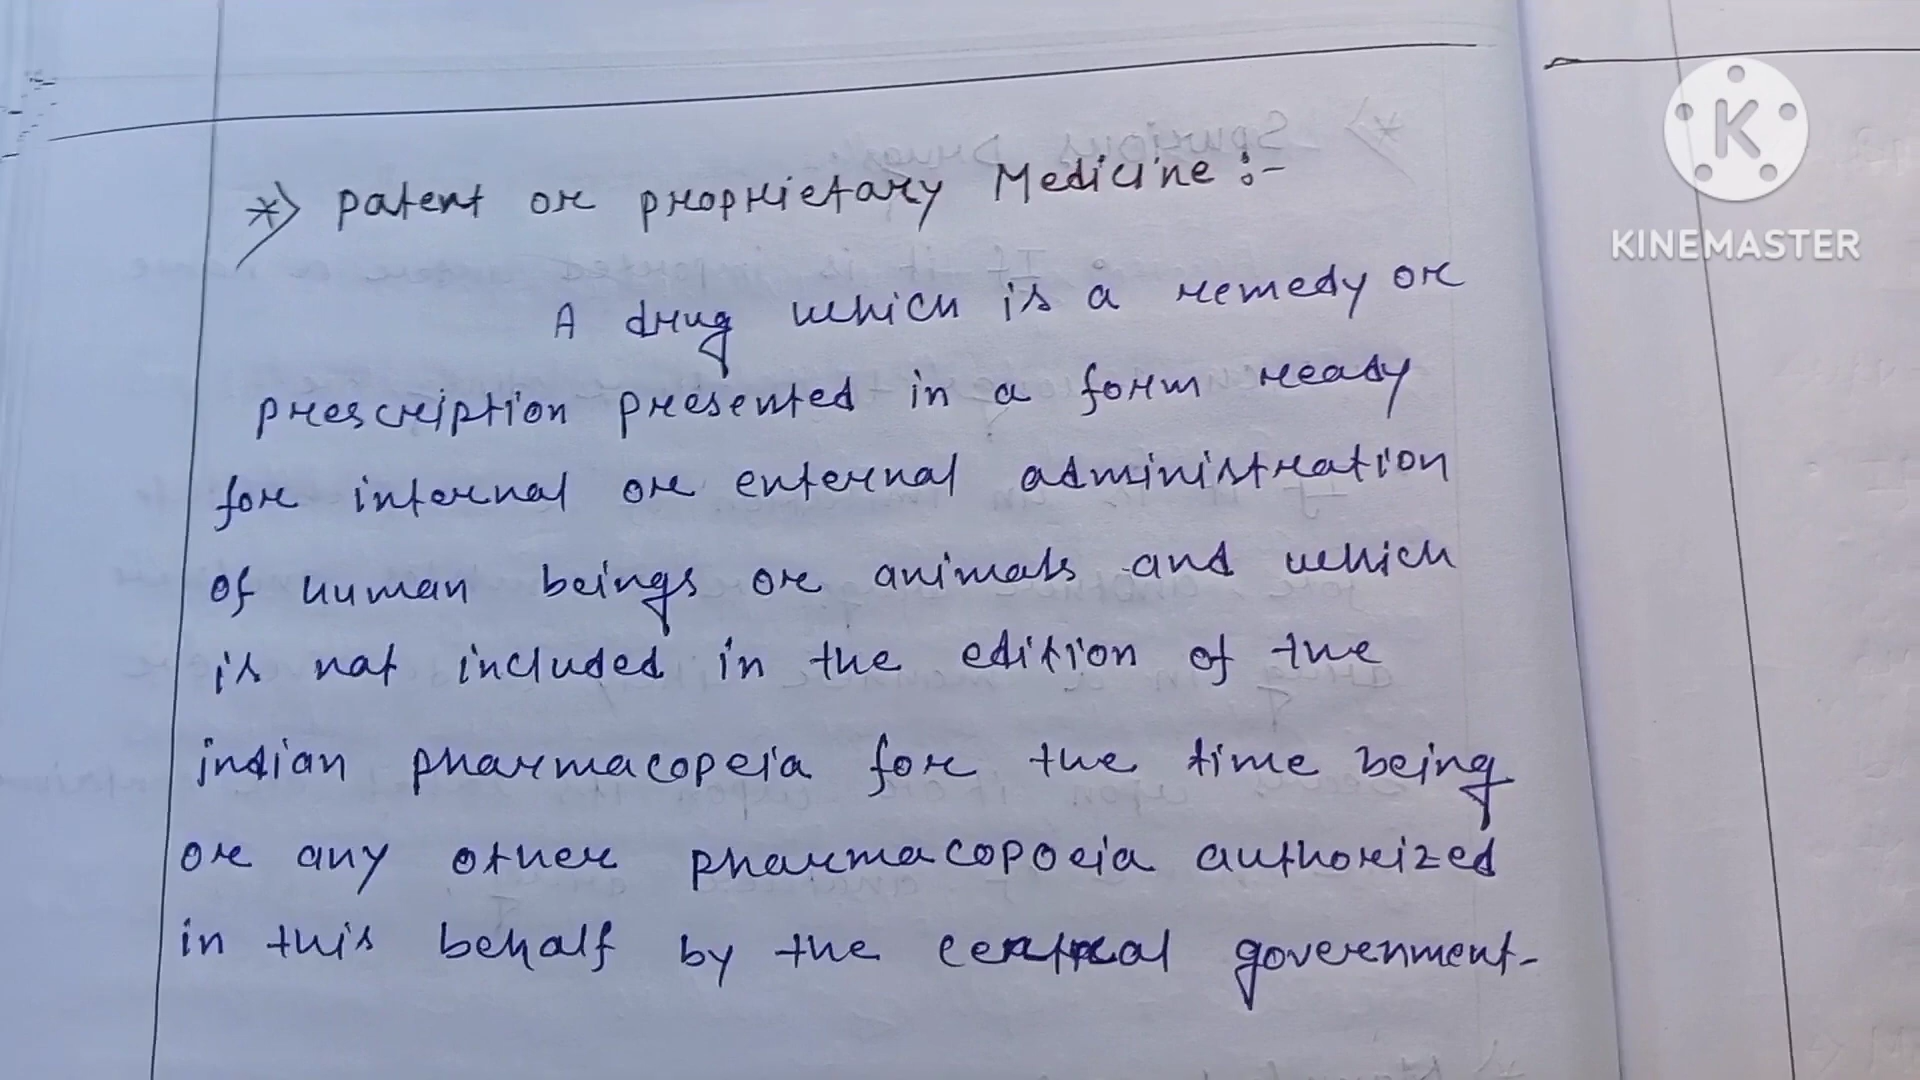 *) Patent or proprietary Medicine :-
A drug which is a remedy or
prescription presented in a form ready
for internal or enternal administration
of human beings or animals and which
is not included in the edition of the
indian pharmacopeia for the time being
or any other pharmacopoeia authorized
in this behalf by the central government-
K
KINEMASTER